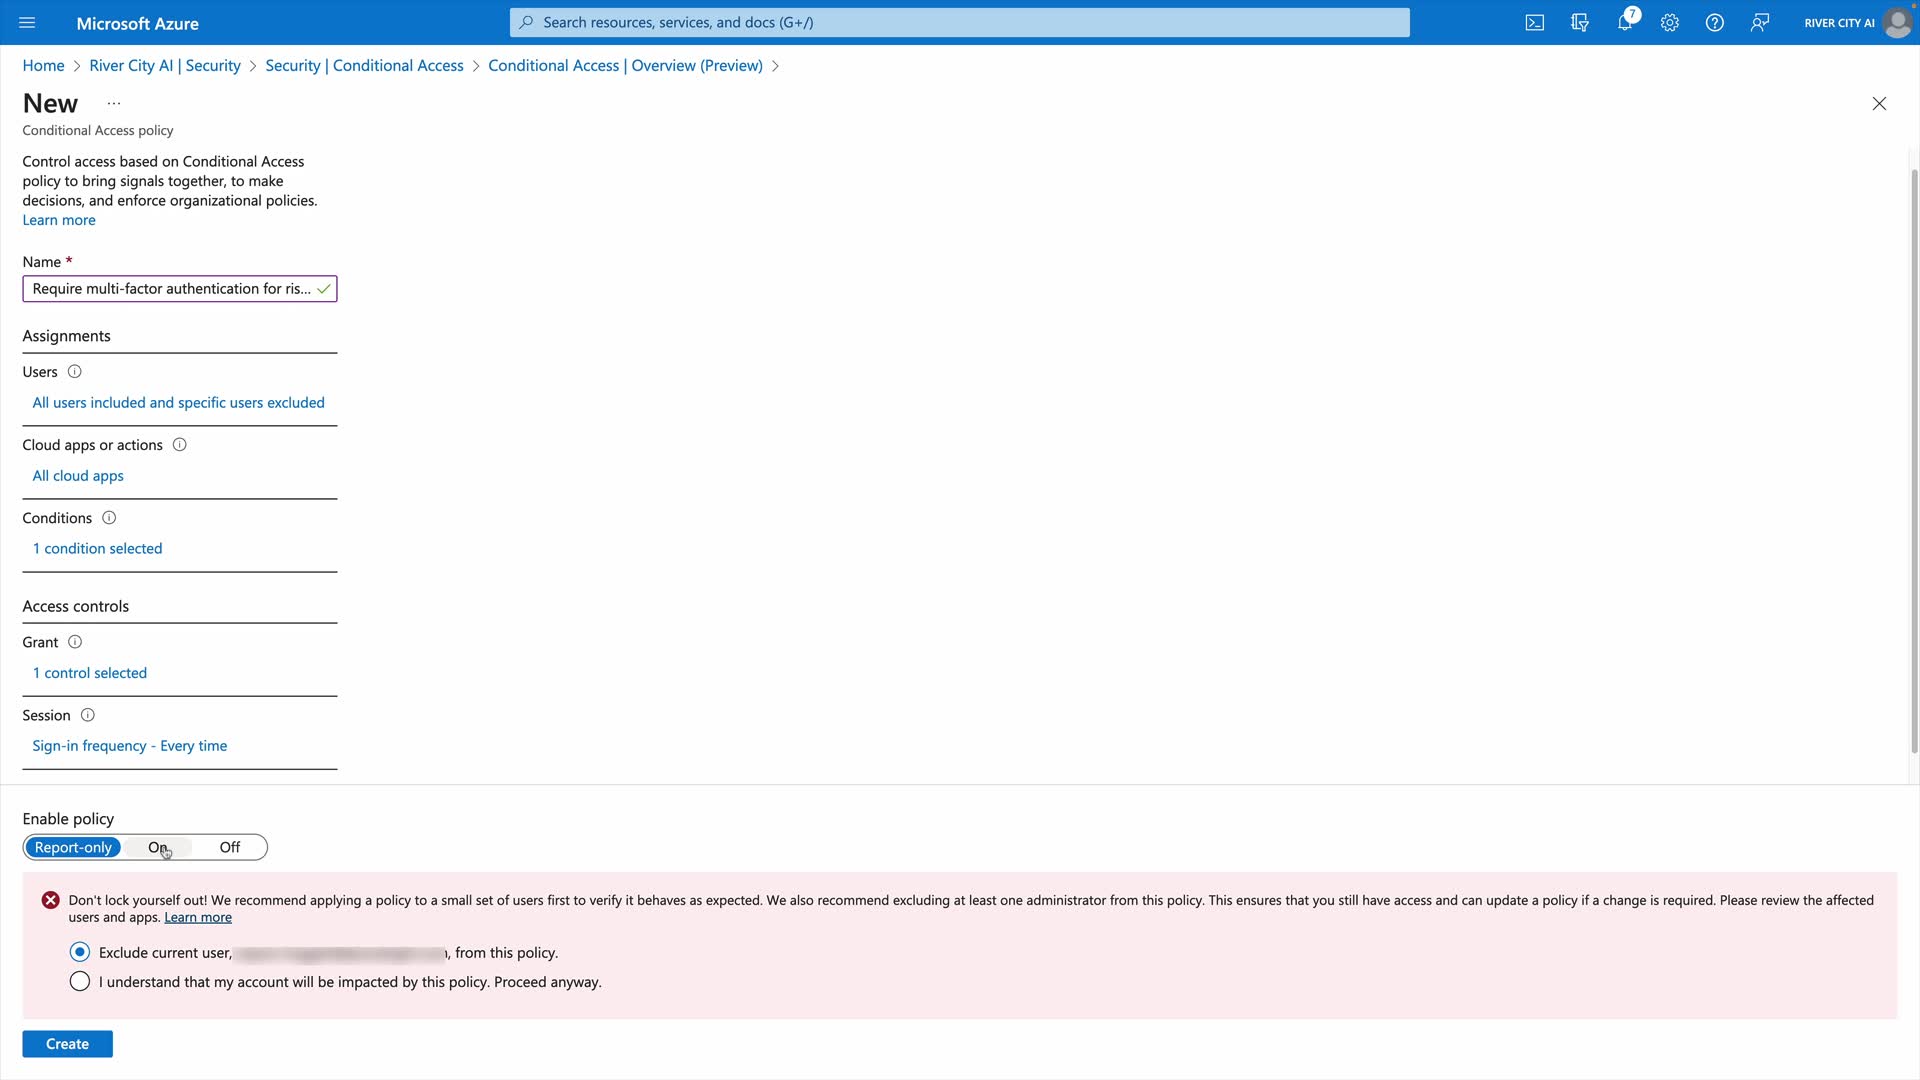 Microsoft Azure
Search resources, services, and docs (G+/)
7
RIVER CITY AI
Home > River City AI | Security > Security | Conditional Access > Conditional Access | Overview (Preview) >
New ...
Conditional Access policy
Control access based on Conditional Access
policy to bring signals together, to make
decisions, and enforce organizational policies.
Learn more
Name *
Require multi-factor authentication for ris...
Assignments
Users
All users included and specific users excluded
Cloud apps or actions
All cloud apps
Conditions
1 condition selected
Access controls
Grant
1 control selected
Session
Sign-in frequency - Every time
Enable policy
Report-only On Off
Don't lock yourself out! We recommend applying a policy to a small set of users first to verify it behaves as expected. We also recommend excluding at least one administrator from this policy. This ensures that you still have access and can update a policy if a change is required. Please review the affected
users and apps. Learn more
Exclude current user, , from this policy.
I understand that my account will be impacted by this policy. Proceed anyway.
Create